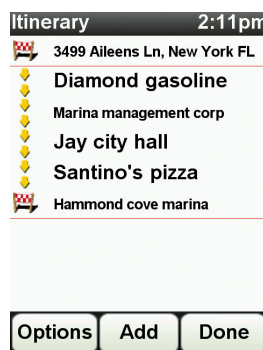 Itinerary 2:11pm
3499 Aileens Ln, New York FL
Diamond gasoline
Marina management corp
Jay city hall
Santino's pizza
Hammond cove marina
Options Add Done